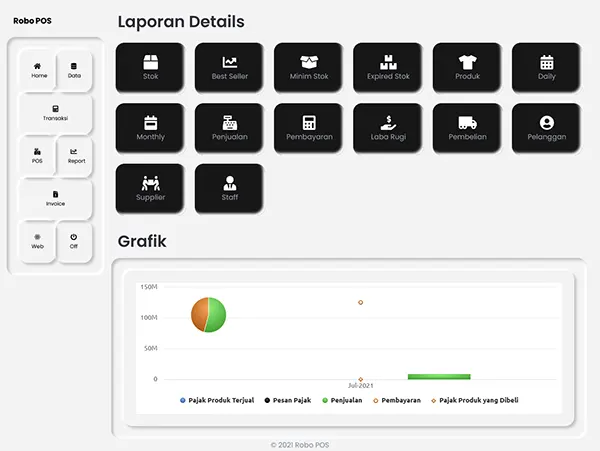 Robo POS
Laporan Details
Home
Data
Transaksi
POS
Report
Invoice
Web
Off
Stok
Best Seller
Minim Stok
Expired Stok
Produk
Daily
Monthly
Penjualan
Pembayaran
Laba Rugi
Pembelian
Pelanggan
Supplier
Staff
Grafik
150M
100M
50M
0
Jul-2021
Pajak Produk Terjual
Pesan Pajak
Penjualan
Pembayaran
Pajak Produk yang Dibeli
© 2021 Robo POS